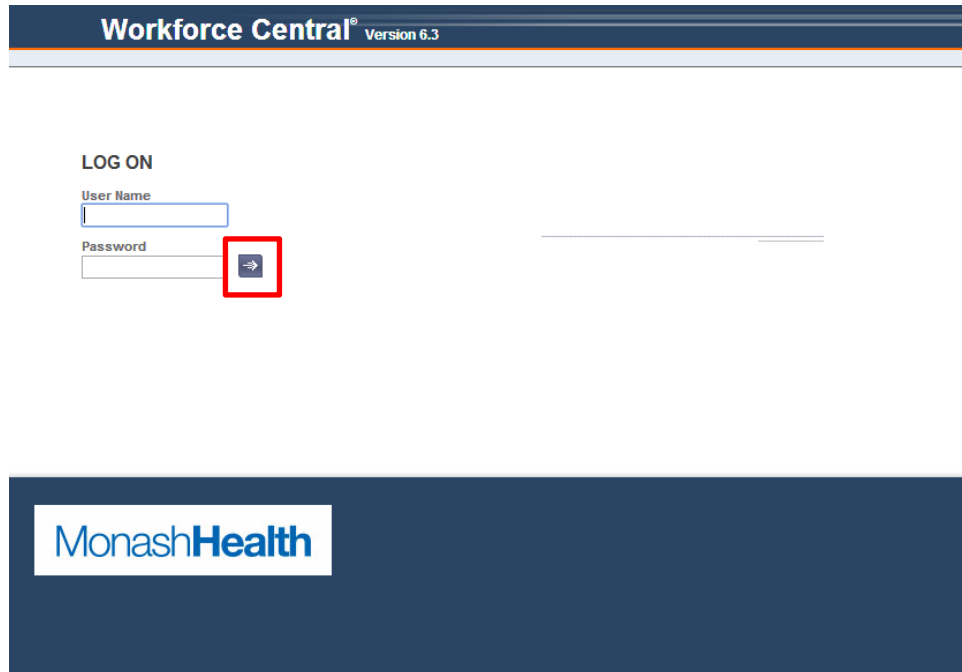 Workforce Central® Version 6.3
LOG ON
User Name
Password
MonashHealth